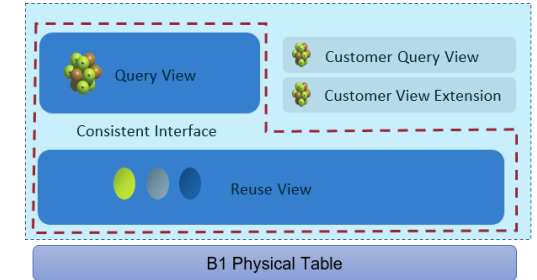 Query View
Customer Query View
Customer View Extension
Consistent Interface
Reuse View
B1 Physical Table